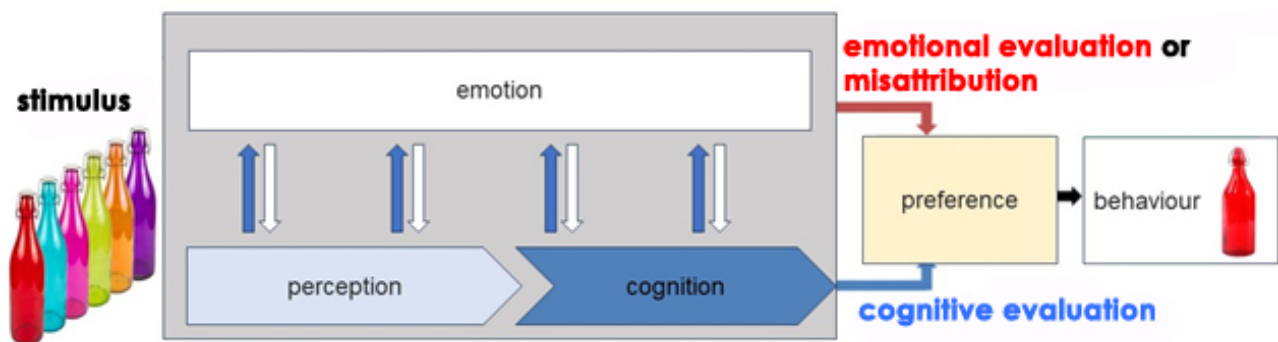 stimulus
emotion
perception
cognition
emotional evaluation or
misattribution
preference
behaviour
cognitive evaluation